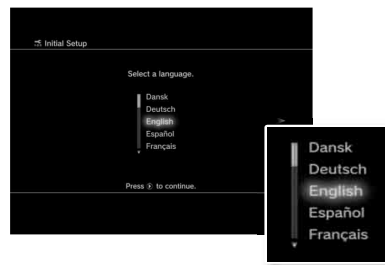 Initial Setup
Select a language.
Dansk
Deutsch
English
Español
Français
Press ⓧ to continue.
Dansk
Deutsch
English
Español
Français